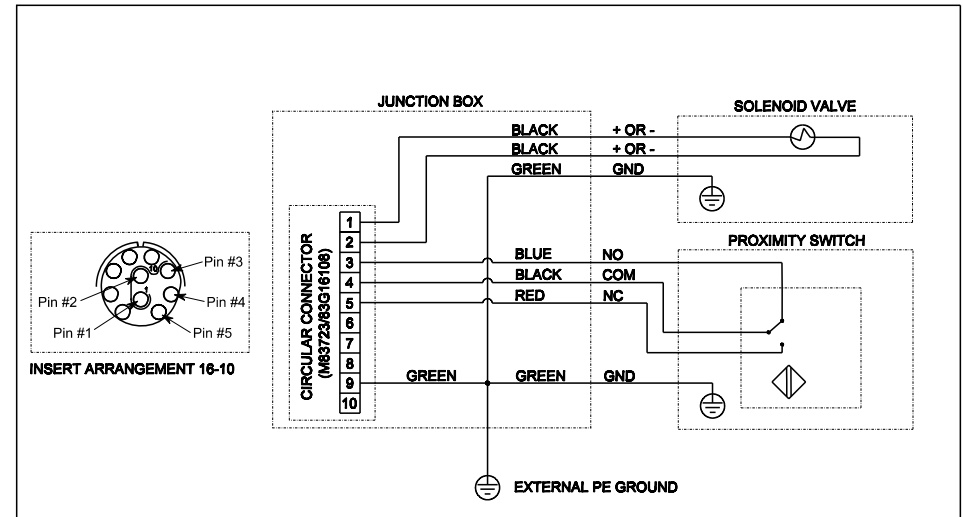 JUNCTION BOX
SOLENOID VALVE
BLACK + OR -
BLACK + OR -
GREEN GND
PROXIMITY SWITCH
CIRCULAR CONNECTOR
(M83723/83G16108)
1
2
3
4
5
6
7
8
9
10
BLUE NO
BLACK COM
RED NC
GREEN GREEN GND
10
1
Pin #3
Pin #2
Pin #4
Pin #1
Pin #5
INSERT ARRANGEMENT 16-10
EXTERNAL PE GROUND